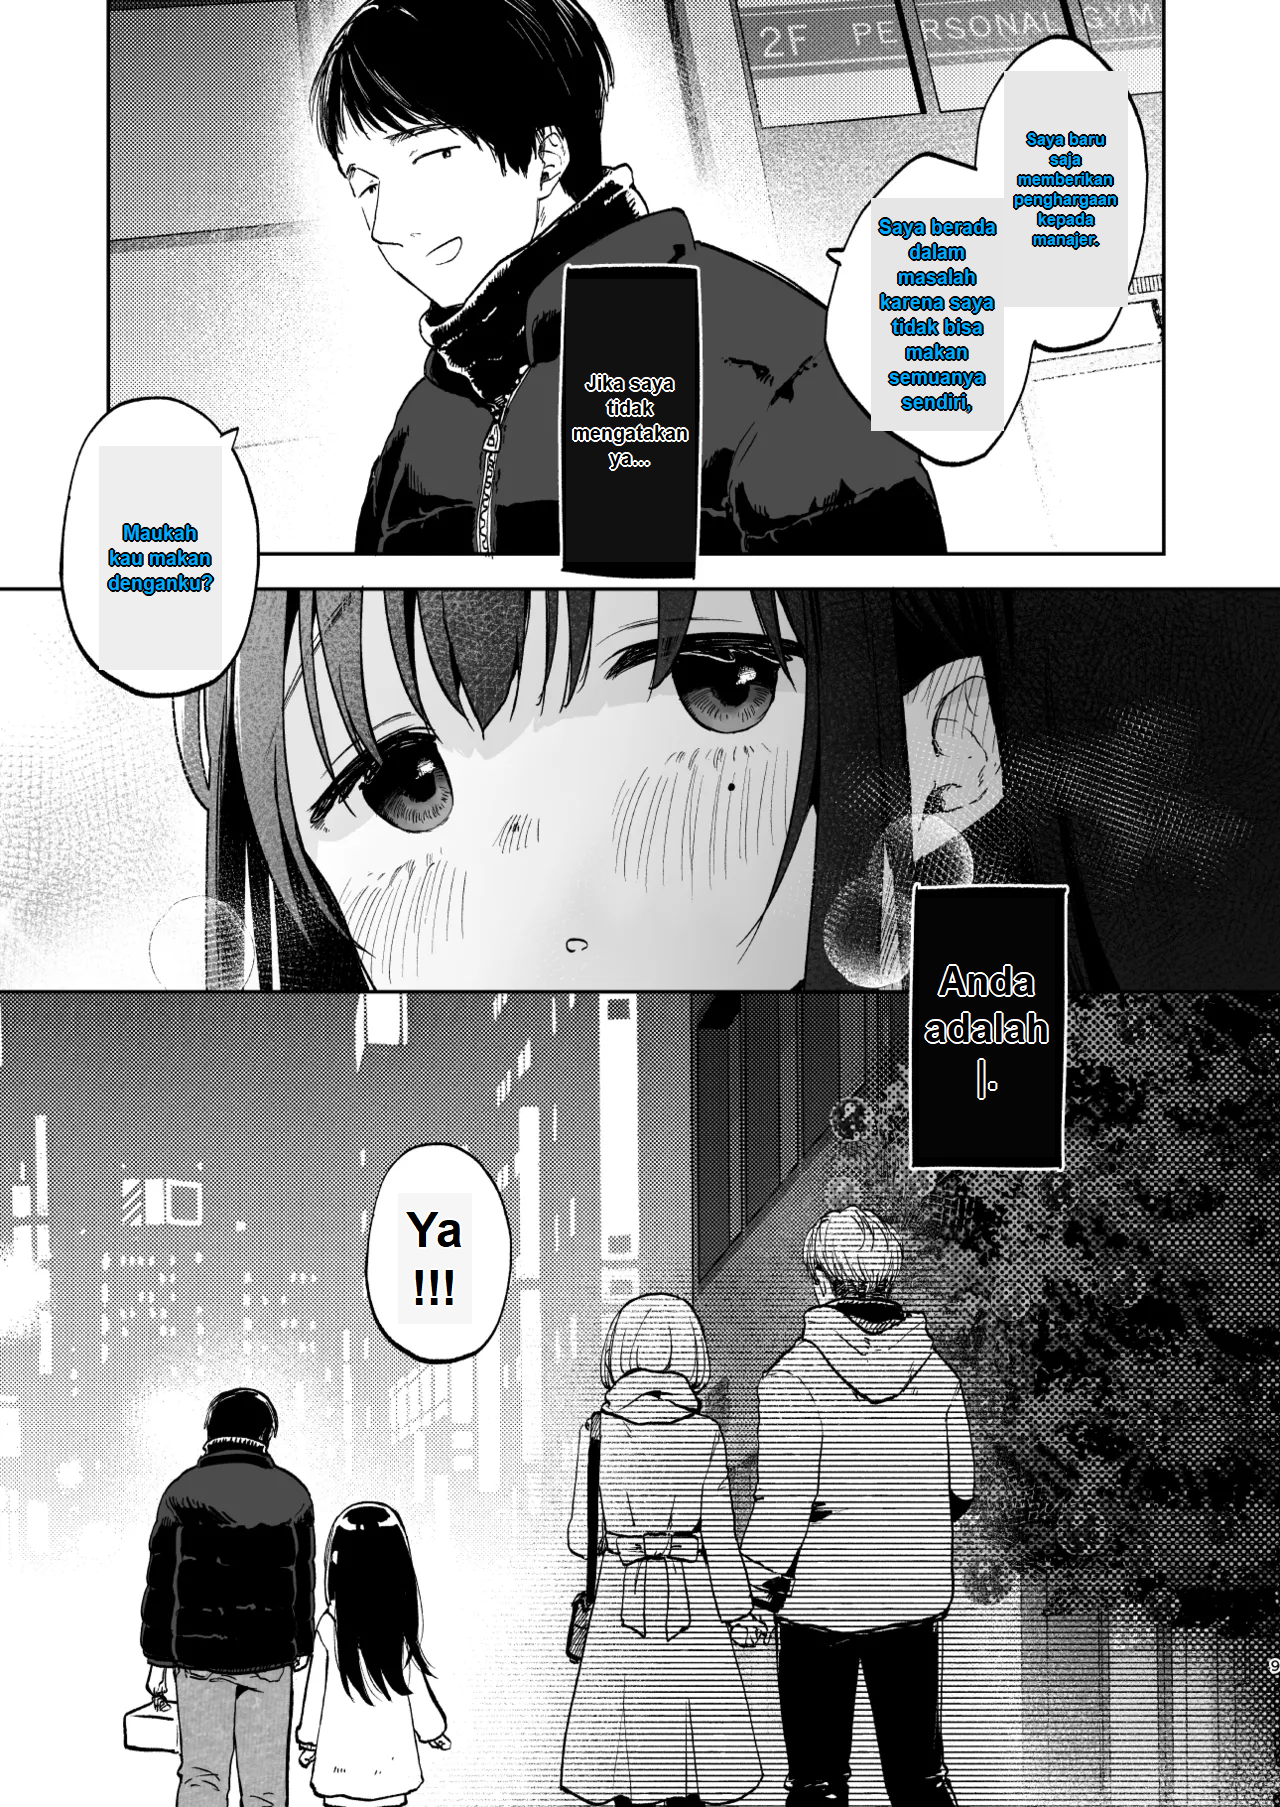 2F PERSONAL GYM
Saya baru
saja
memberikan
penghargaan
kepada
manajer.
Saya berada
dalam
masalah
karena saya
tidak bisa
makan
semuanya
sendiri,
Jika saya
tidak
mengatakan
ya...
Maukah
kau makan
denganku?
Anda
adalah
|.
Ya
!!!
9